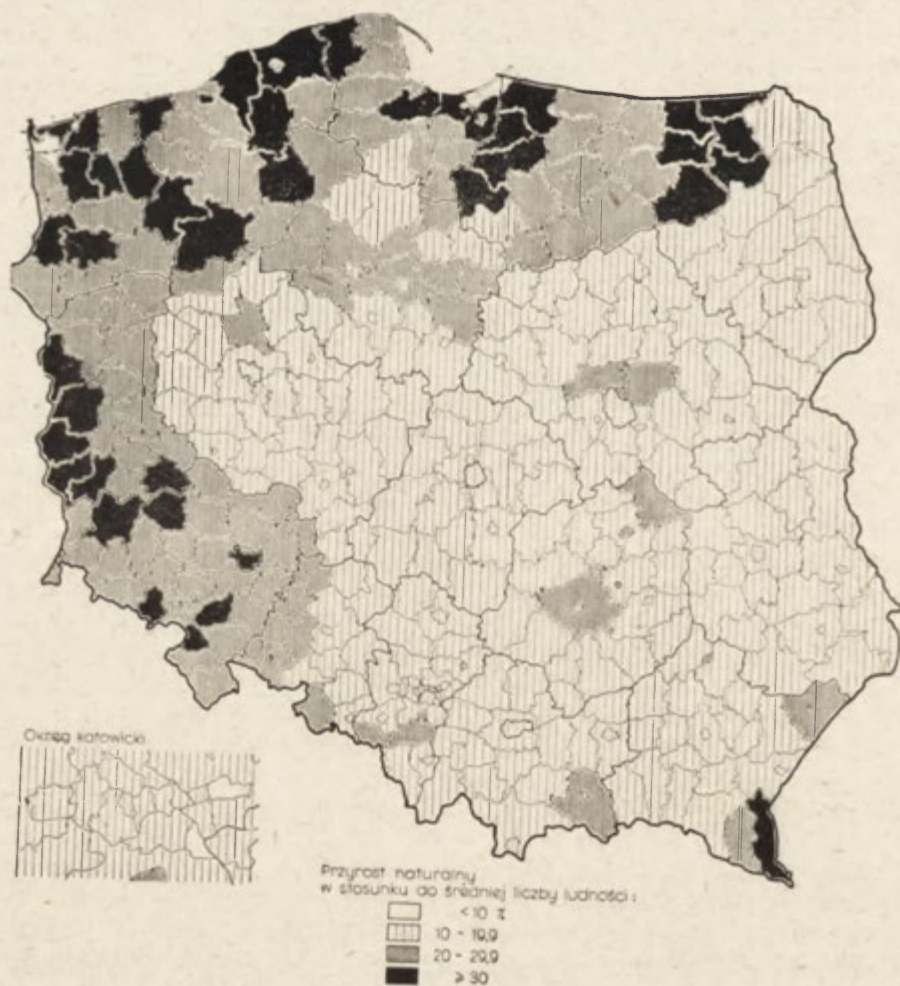 Okręg katowicki
Przyrost naturalny
w stosunku do średniej liczby ludności:
< 10 %
10 - 19,9
20 - 29,9
≥ 30